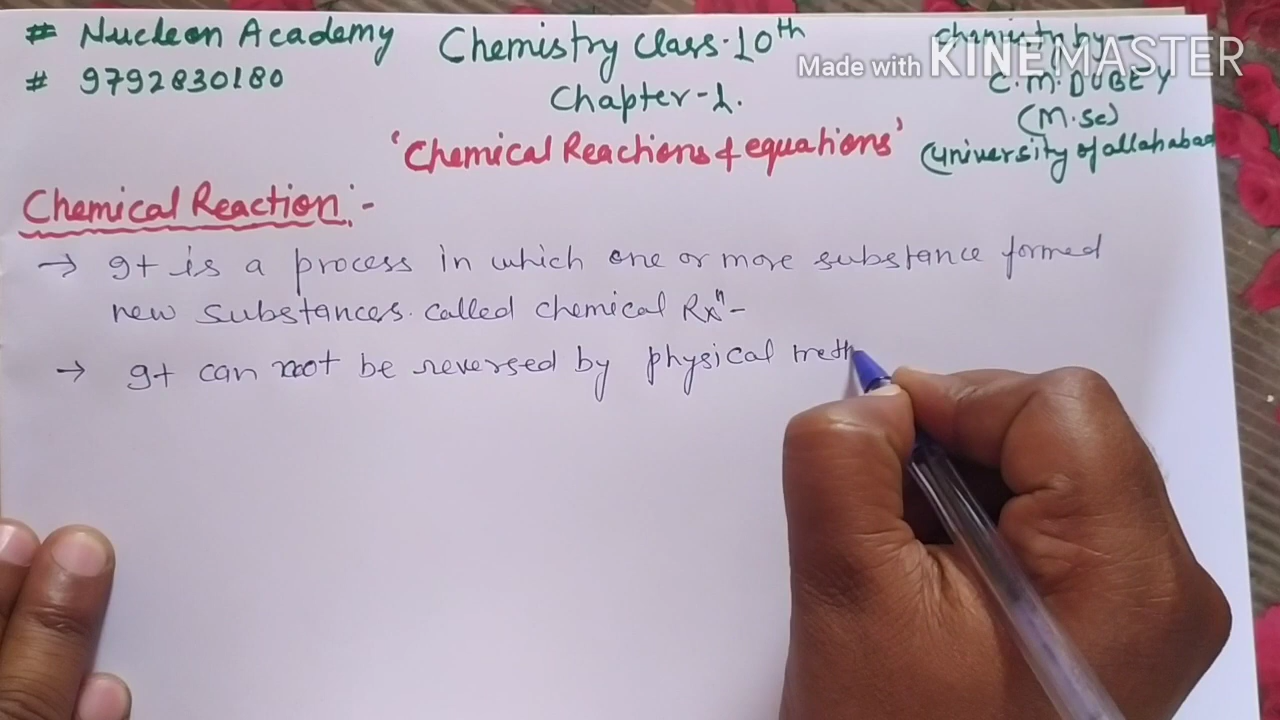 # Nucleon Academy
# 9792830180
Chemistry Class-10th
Chapter-1.
'Chemical Reactions & equations'
chemistry by -
C.M. DUBEY
(M.Sc)
(University of allahabad
Made with KINEMASTER
Chemical Reaction :-
→ It is a process in which one or more substance formed
new substances. called chemical Rxn -
→ It can not be reversed by physical meth